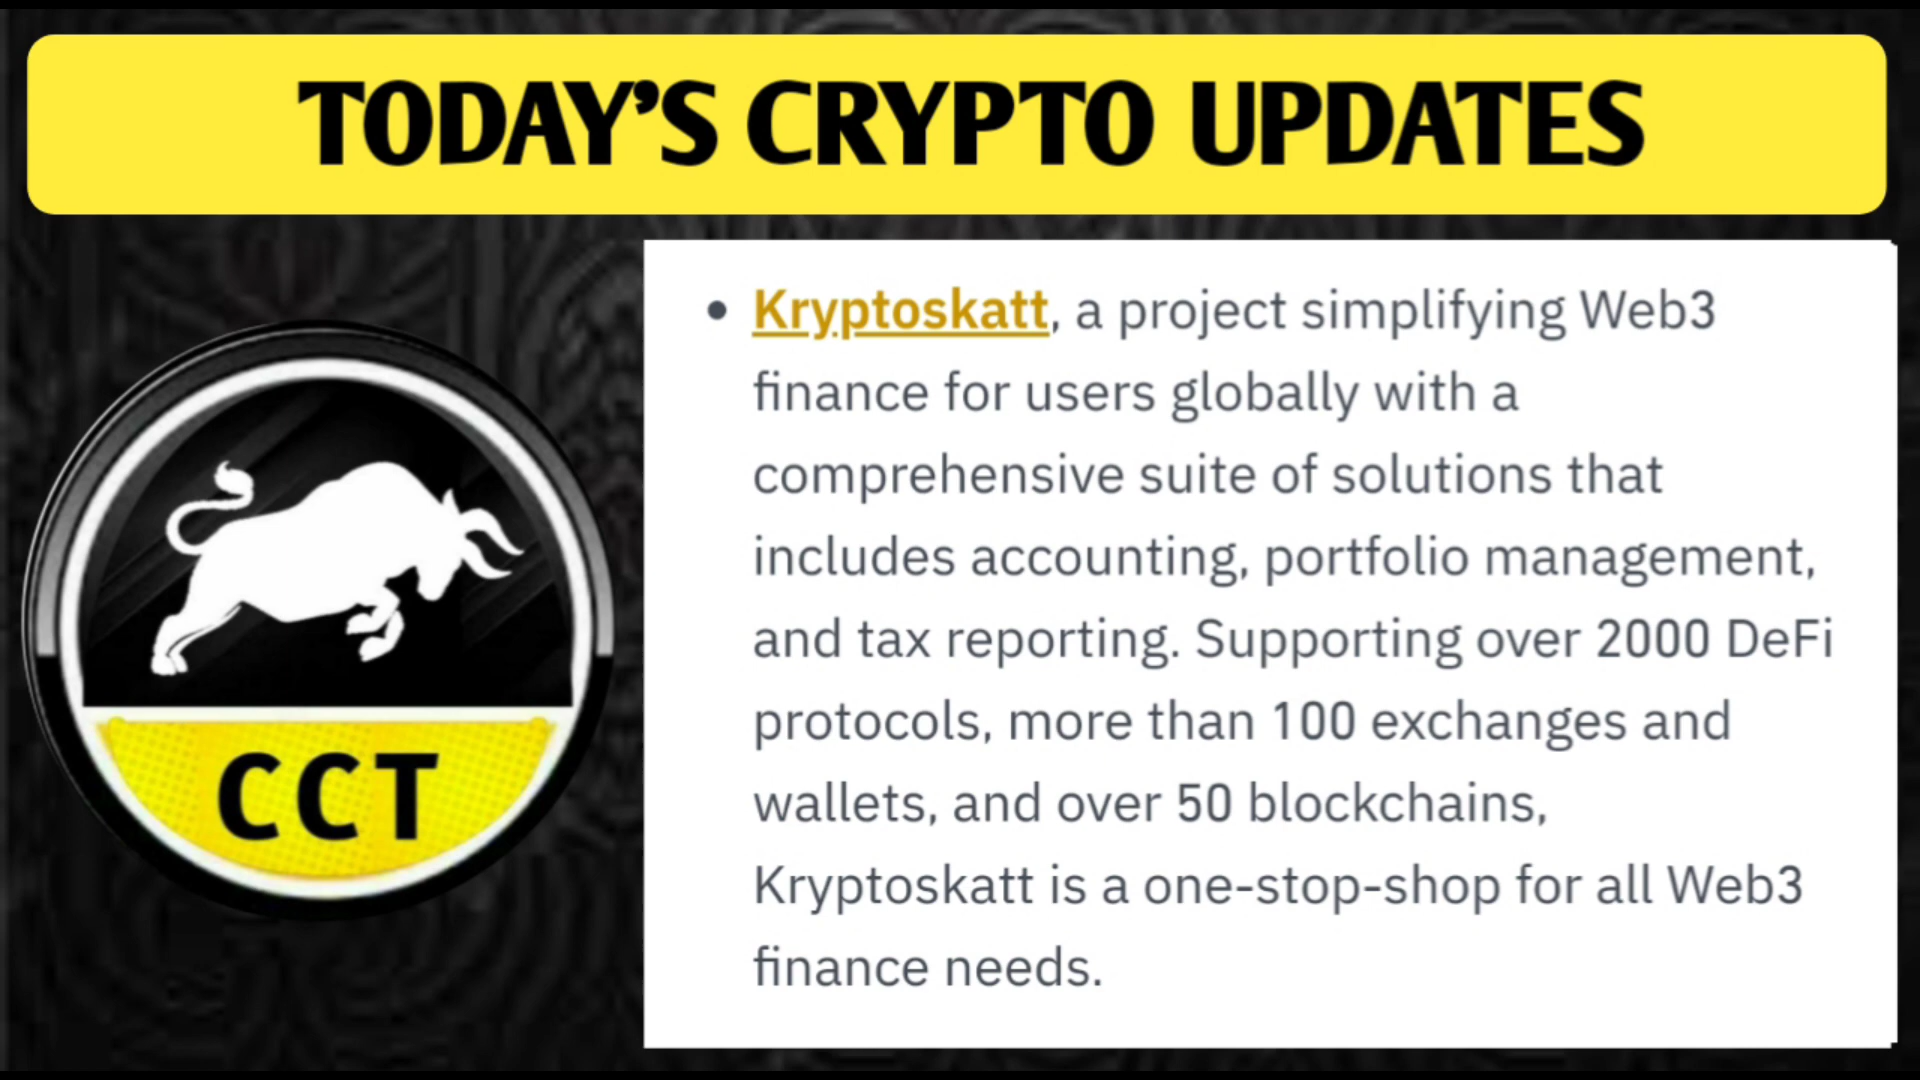 TODAY'S CRYPTO UPDATES
CCT
• Kryptoskatt, a project simplifying Web3
finance for users globally with a
comprehensive suite of solutions that
includes accounting, portfolio management,
and tax reporting. Supporting over 2000 DeFi
protocols, more than 100 exchanges and
wallets, and over 50 blockchains,
Kryptoskatt is a one-stop-shop for all Web3
finance needs.